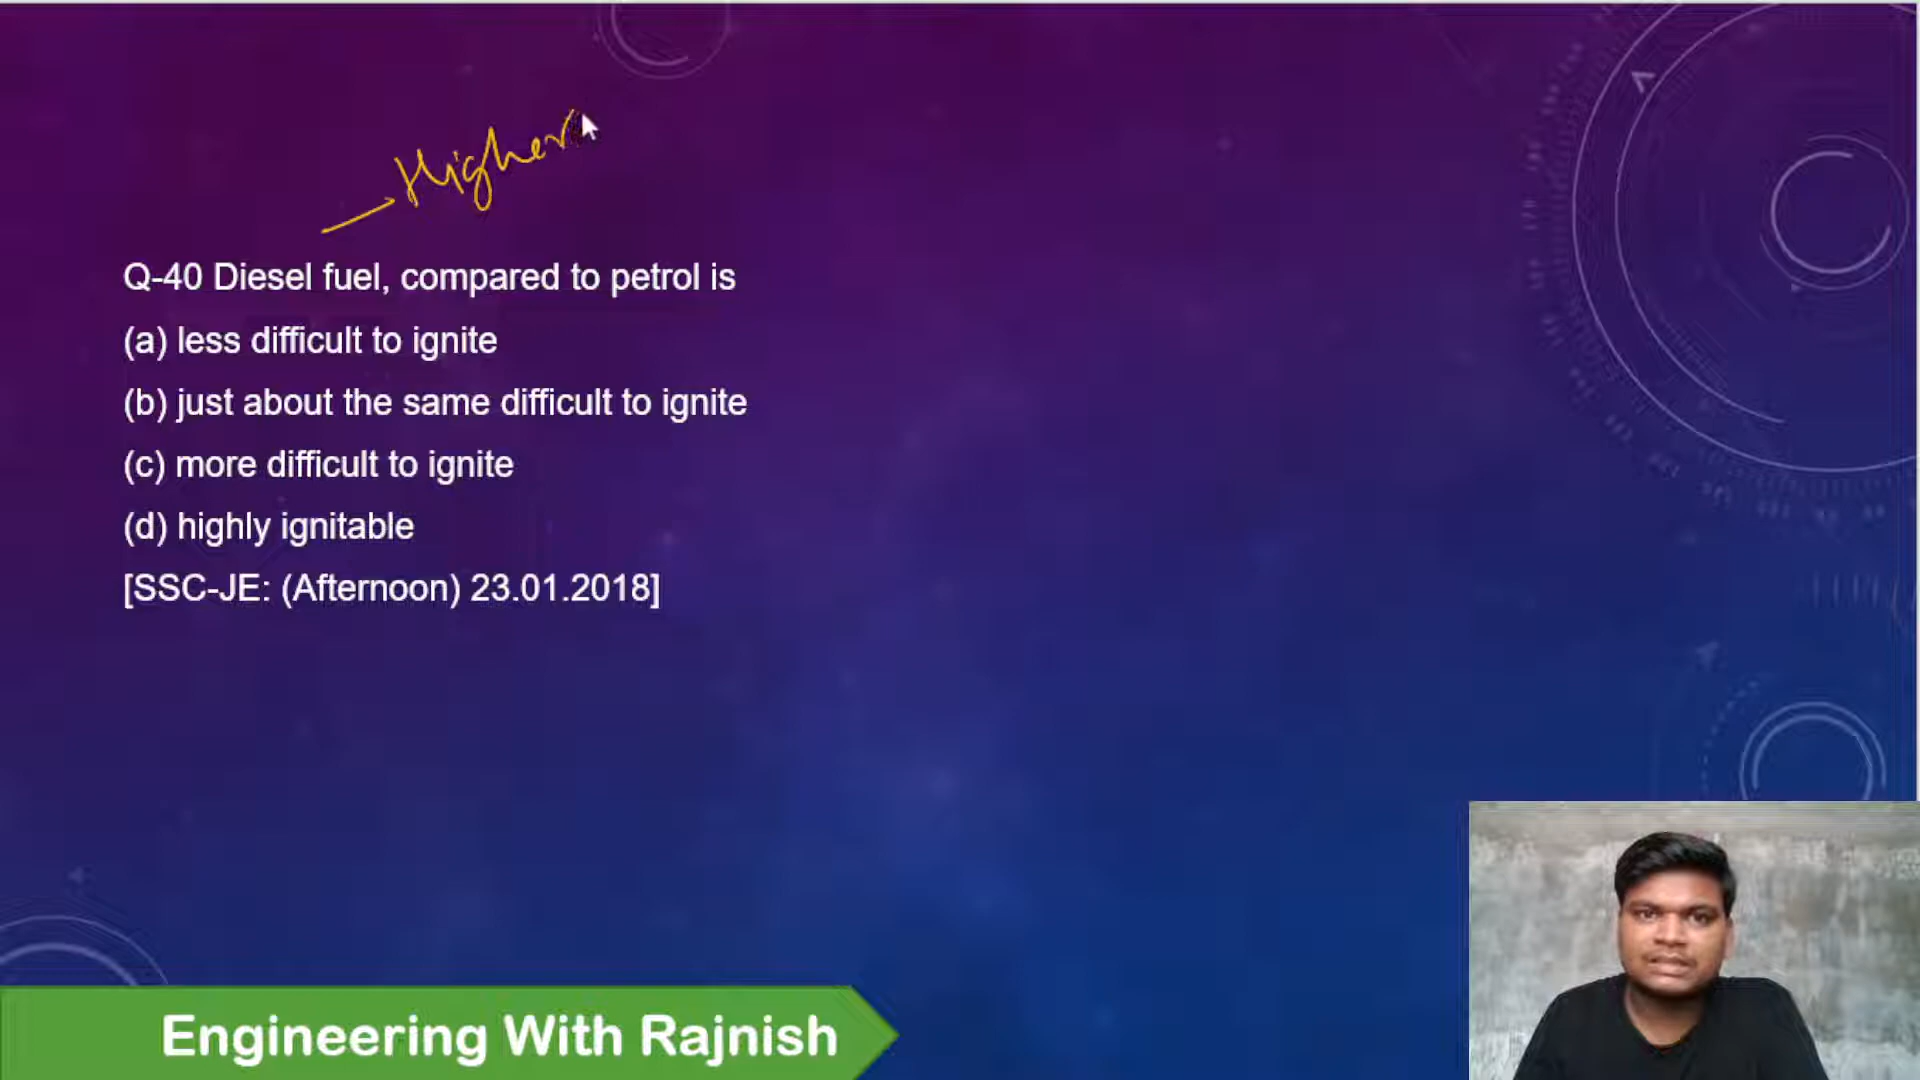 Higher
Q-40 Diesel fuel, compared to petrol is
(a) less difficult to ignite
(b) just about the same difficult to ignite
(c) more difficult to ignite
(d) highly ignitable
[SSC-JE: (Afternoon) 23.01.2018]
Engineering With Rajnish